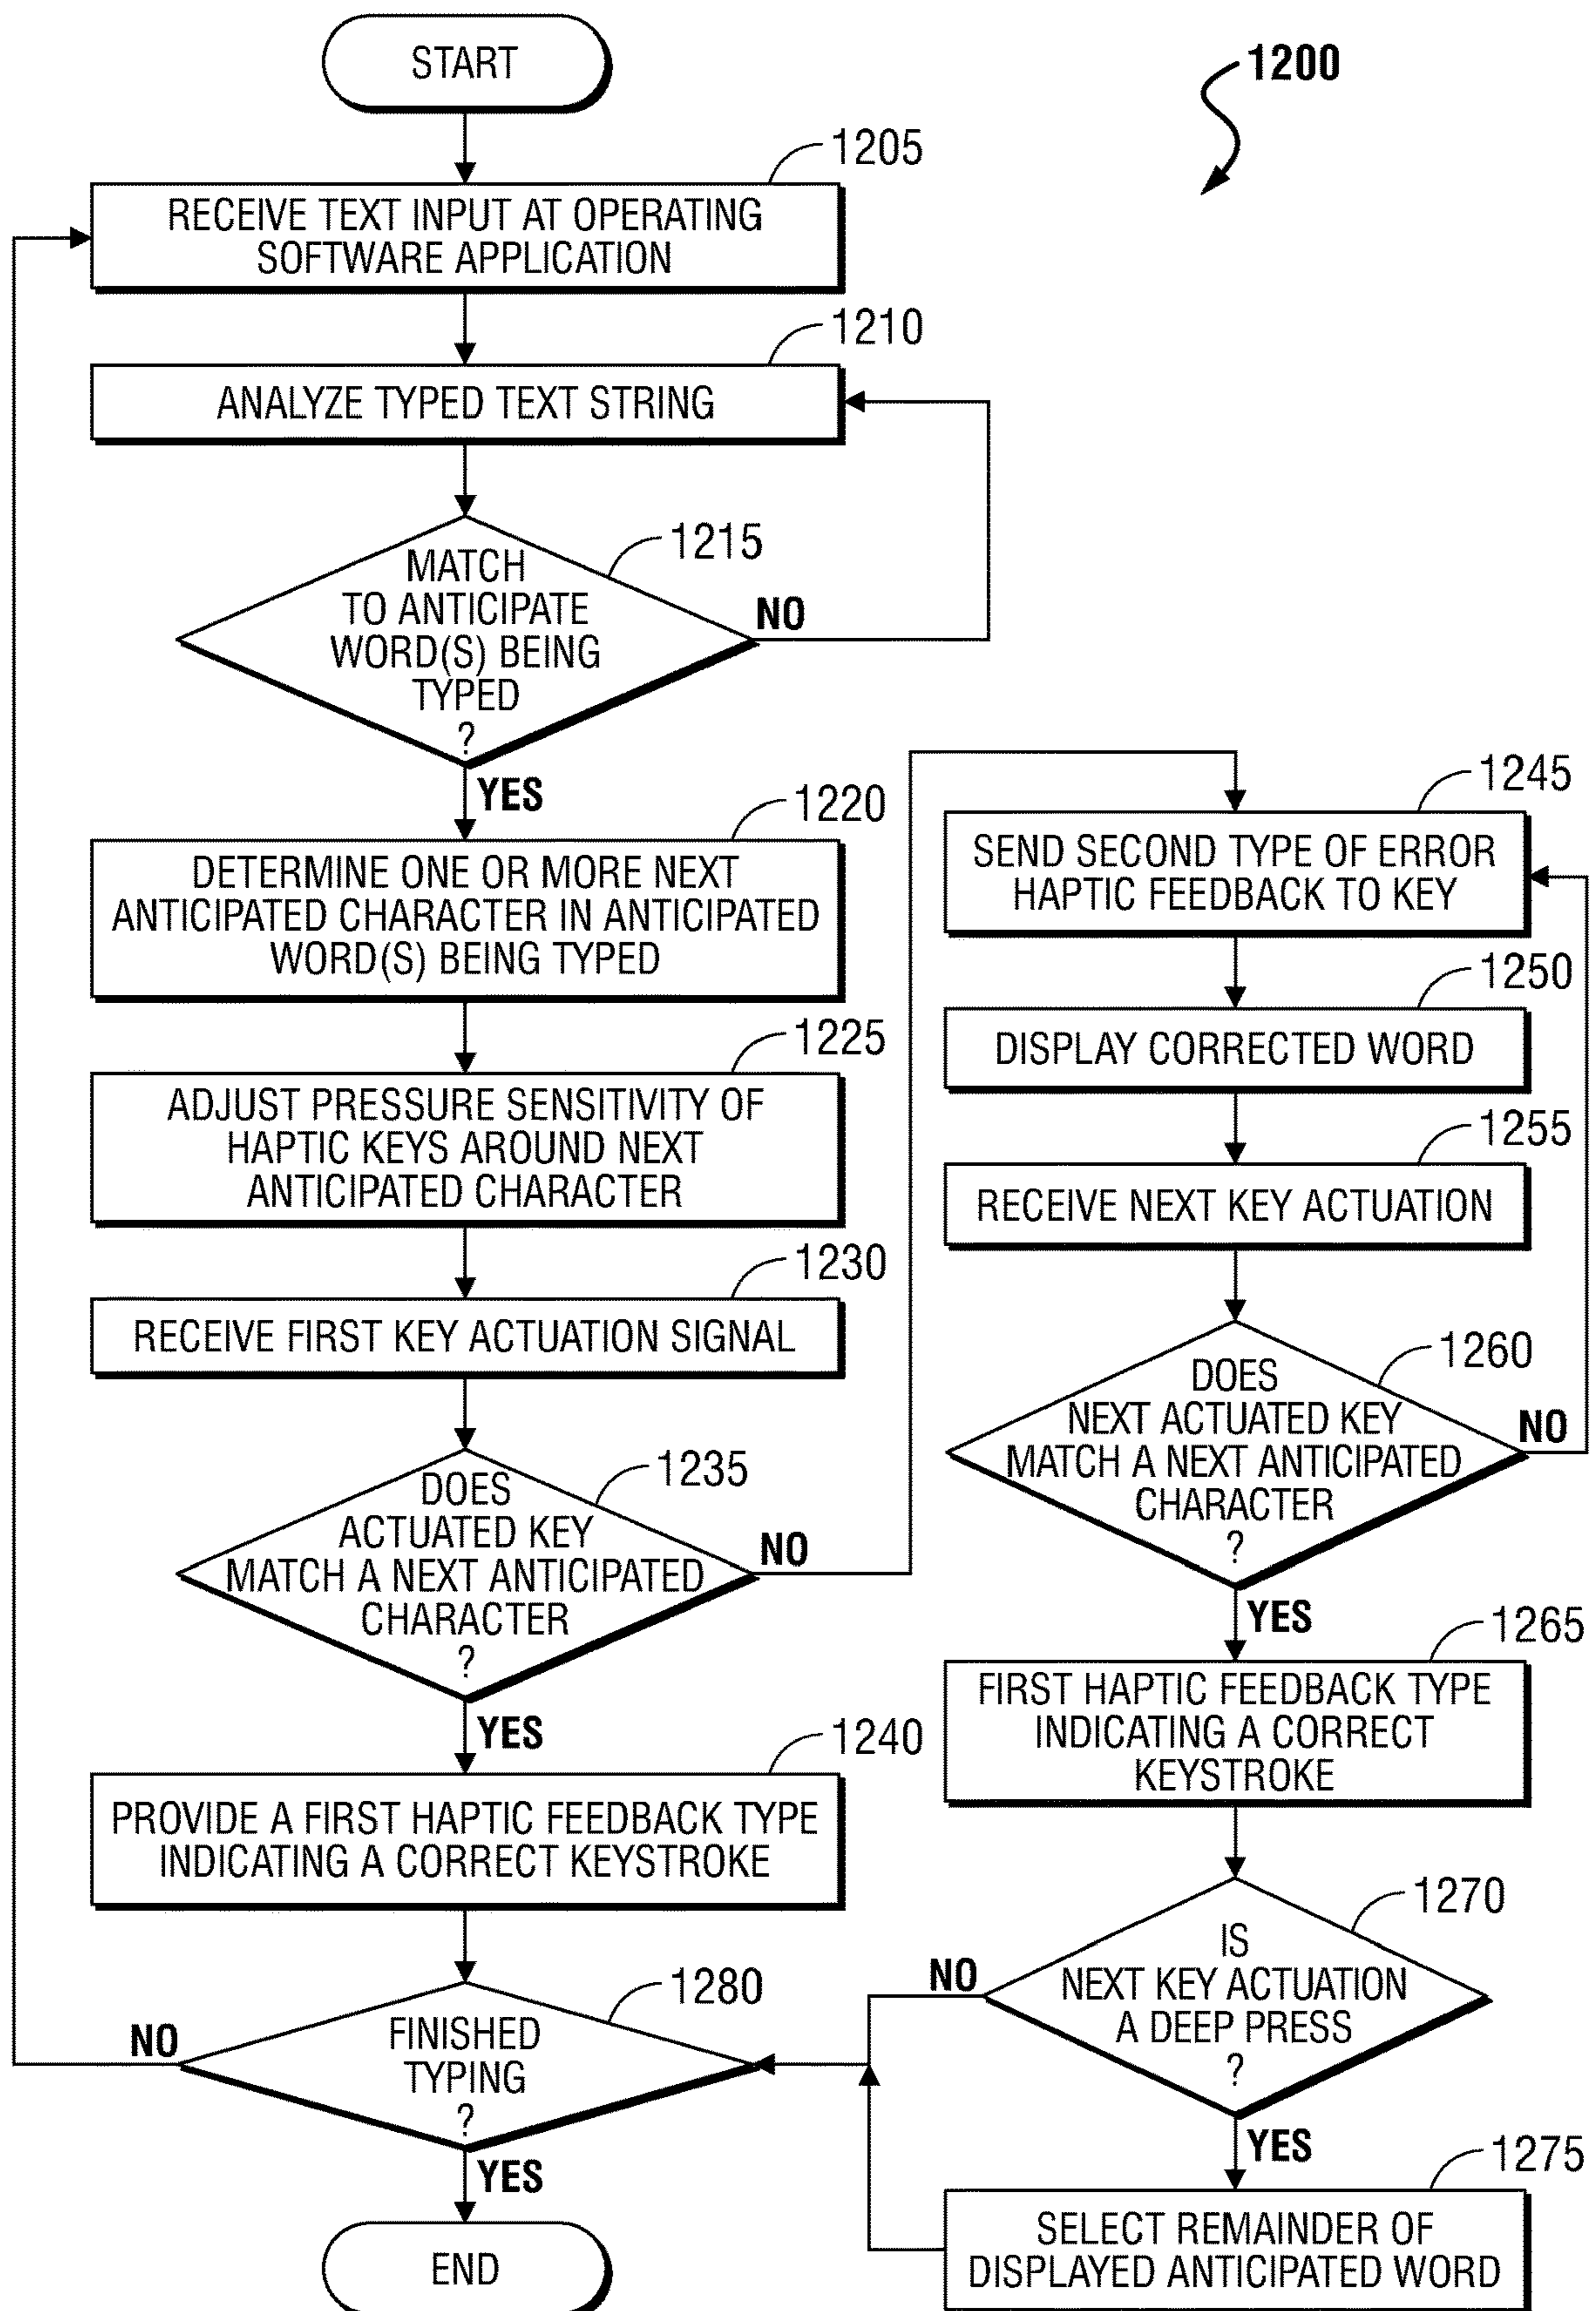 START
1200
1205
RECEIVE TEXT INPUT AT OPERATING
SOFTWARE APPLICATION
1210
ANALYZE TYPED TEXT STRING
1215
MATCH
TO ANTICIPATE
WORD(S) BEING
TYPED
?
NO
YES
1220
DETERMINE ONE OR MORE NEXT
ANTICIPATED CHARACTER IN ANTICIPATED
WORD(S) BEING TYPED
1225
ADJUST PRESSURE SENSITIVITY OF
HAPTIC KEYS AROUND NEXT
ANTICIPATED CHARACTER
1230
RECEIVE FIRST KEY ACTUATION SIGNAL
1235
DOES
ACTUATED KEY
MATCH A NEXT ANTICIPATED
CHARACTER
?
NO
YES
1240
PROVIDE A FIRST HAPTIC FEEDBACK TYPE
INDICATING A CORRECT KEYSTROKE
1280
FINISHED
TYPING
?
NO
YES
END
1245
SEND SECOND TYPE OF ERROR
HAPTIC FEEDBACK TO KEY
1250
DISPLAY CORRECTED WORD
1255
RECEIVE NEXT KEY ACTUATION
1260
DOES
NEXT ACTUATED KEY
MATCH A NEXT ANTICIPATED
CHARACTER
?
NO
YES
1265
FIRST HAPTIC FEEDBACK TYPE
INDICATING A CORRECT
KEYSTROKE
1270
IS
NEXT KEY ACTUATION
A DEEP PRESS
?
NO
YES
1275
SELECT REMAINDER OF
DISPLAYED ANTICIPATED WORD